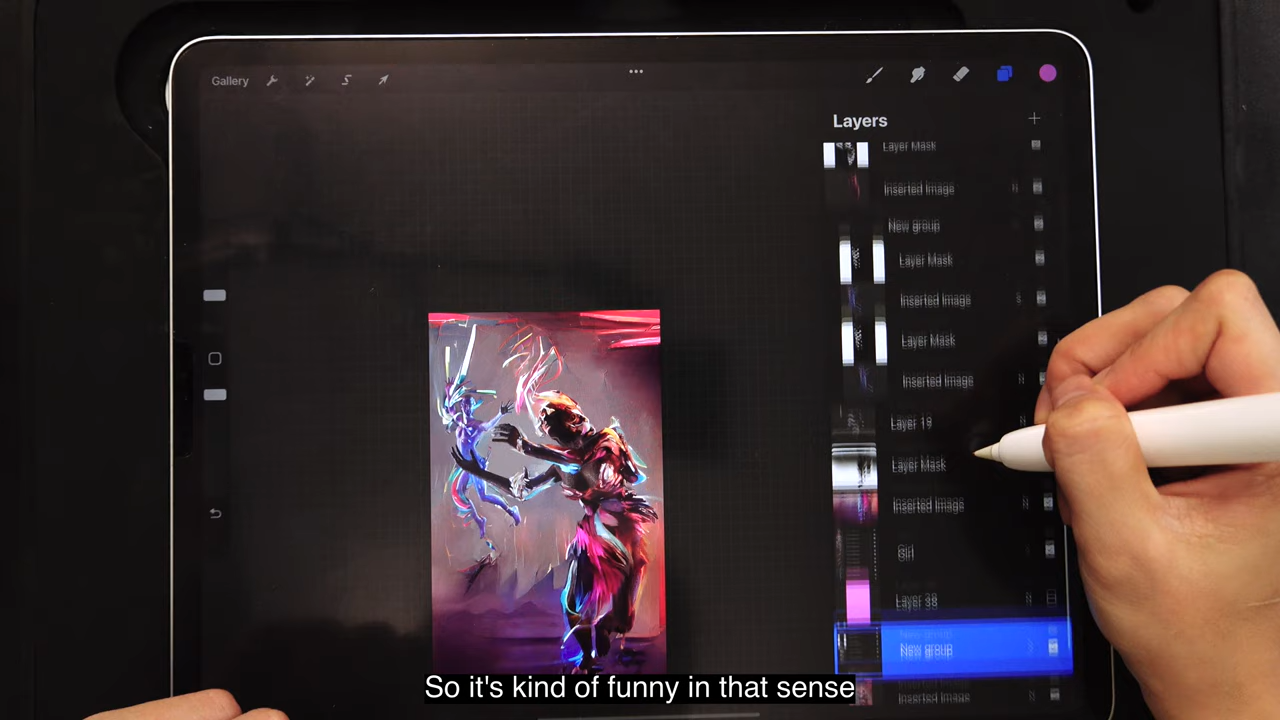 Gallery
Layers
Layer Mask
Inserted Image
New group
Layer Mask
Inserted Image
Layer Mask
Inserted Image
Layer 19
Layer Mask
Inserted Image
Girl
Layer 38
New group
Inserted Image
So it's kind of funny in that sense